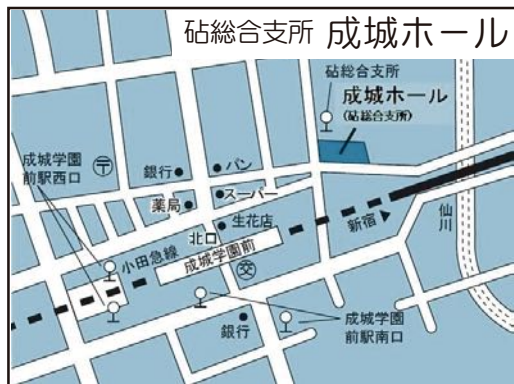 砧総合支所 成城ホール
砧総合支所
成城ホール
(砧総合支所)
成城学園
前駅西口
〒
銀行
パン
薬局
スーパー
生花店
北口
小田急線
成城学園前
交
新宿
仙川
銀行
成城学園
前駅南口